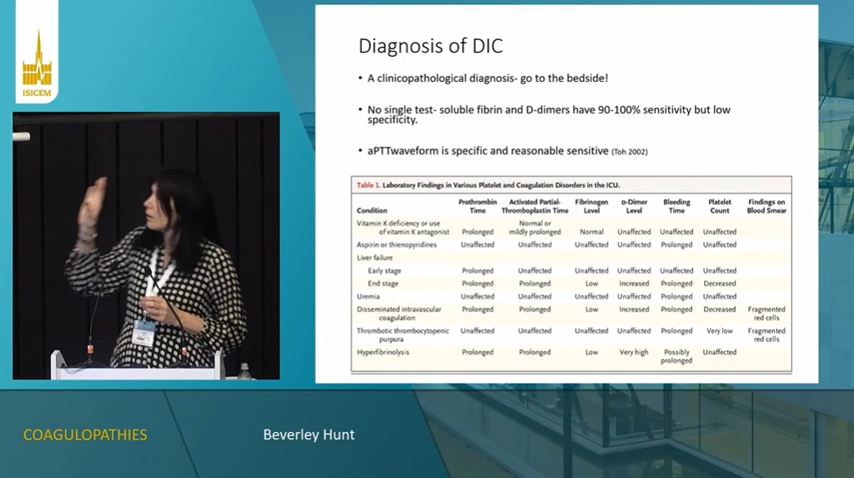 ISICEM
Diagnosis of DIC
• A clinicopathological diagnosis- go to the bedside!
• No single test- soluble fibrin and D-dimers have 90-100% sensitivity but low
specificity.
• aPTTwaveform is specific and reasonable sensitive (Toh 2002)
Table 1. Laboratory Findings in Various Platelet and Coagulation Disorders in the ICU.
Condition Prothrombin Time Activated Partial-Thromboplastin Time Fibrinogen Level D-Dimer Level Bleeding Time Platelet Count Findings on Blood Smear
Vitamin K deficiency or use of vitamin K antagonist Prolonged Normal or mildly prolonged Normal Unaffected Unaffected Unaffected
Aspirin or thienopyridines Unaffected Unaffected Unaffected Unaffected Prolonged Unaffected
Liver failure
Early stage Prolonged Unaffected Unaffected Unaffected Unaffected Unaffected
End stage Prolonged Prolonged Low Increased Prolonged Decreased
Uremia Unaffected Unaffected Unaffected Unaffected Prolonged Unaffected
Disseminated intravascular coagulation Prolonged Prolonged Low Increased Prolonged Decreased Fragmented red cells
Thrombotic thrombocytopenic purpura Unaffected Unaffected Unaffected Unaffected Prolonged Very low Fragmented red cells
Hyperfibrinolysis Prolonged Prolonged Low Very high Possibly prolonged Unaffected
COAGULOPATHIES
Beverley Hunt